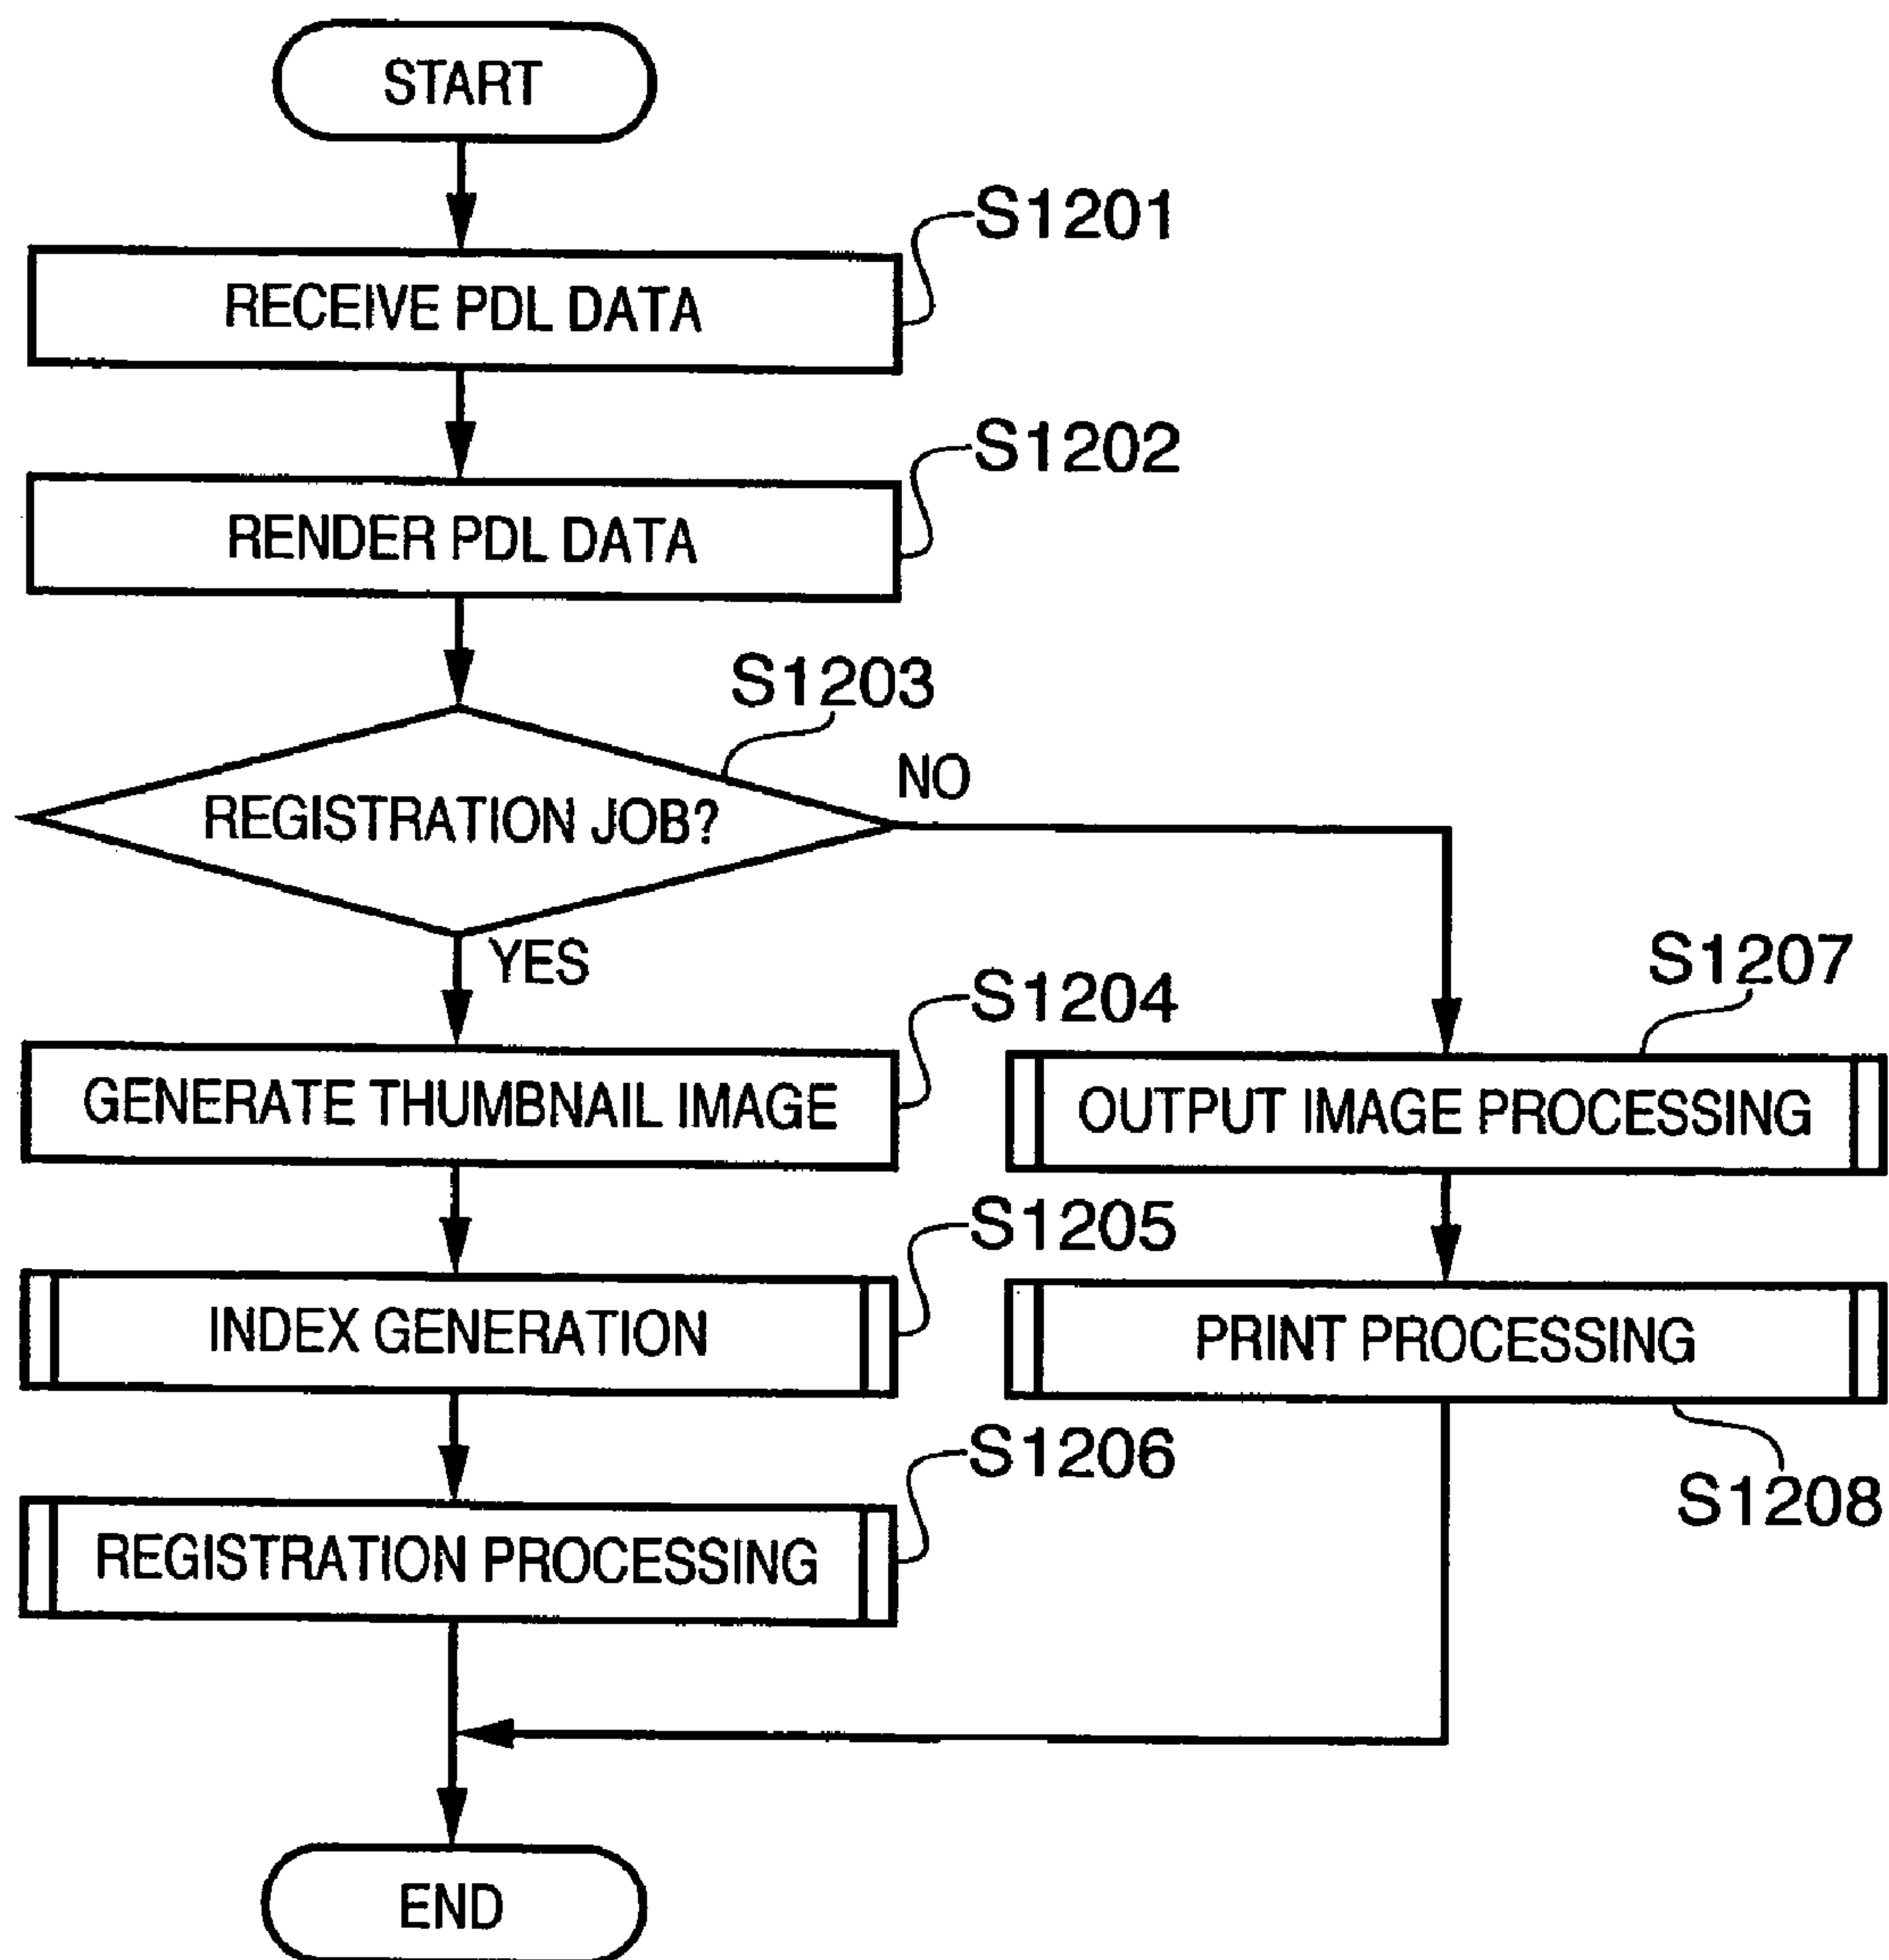 START
S1201
RECEIVE PDL DATA
S1202
RENDER PDL DATA
S1203
REGISTRATION JOB?
NO
YES
S1204
GENERATE THUMBNAIL IMAGE
S1207
OUTPUT IMAGE PROCESSING
S1205
INDEX GENERATION
PRINT PROCESSING
S1208
S1206
REGISTRATION PROCESSING
END